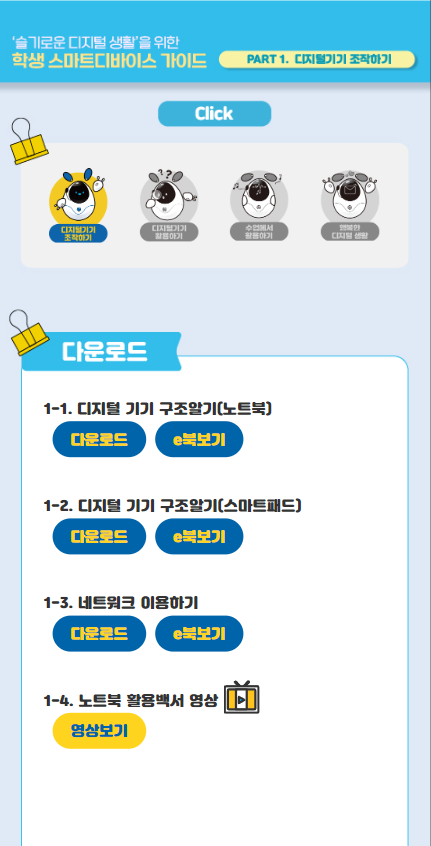 '슬기로운 디지털 생활'을 위한
학생 스마트디바이스 가이드
PART 1. 디지털기기 조작하기
Click
디지털기기
조작하기
디지털기기
활용하기
수업에서
활용하기
행복한
디지털 생활
다운로드
1-1. 디지털 기기 구조알기(노트북)
다운로드 e북보기
1-2. 디지털 기기 구조알기(스마트패드)
다운로드 e북보기
1-3. 네트워크 이용하기
다운로드 e북보기
1-4. 노트북 활용백서 영상
영상보기